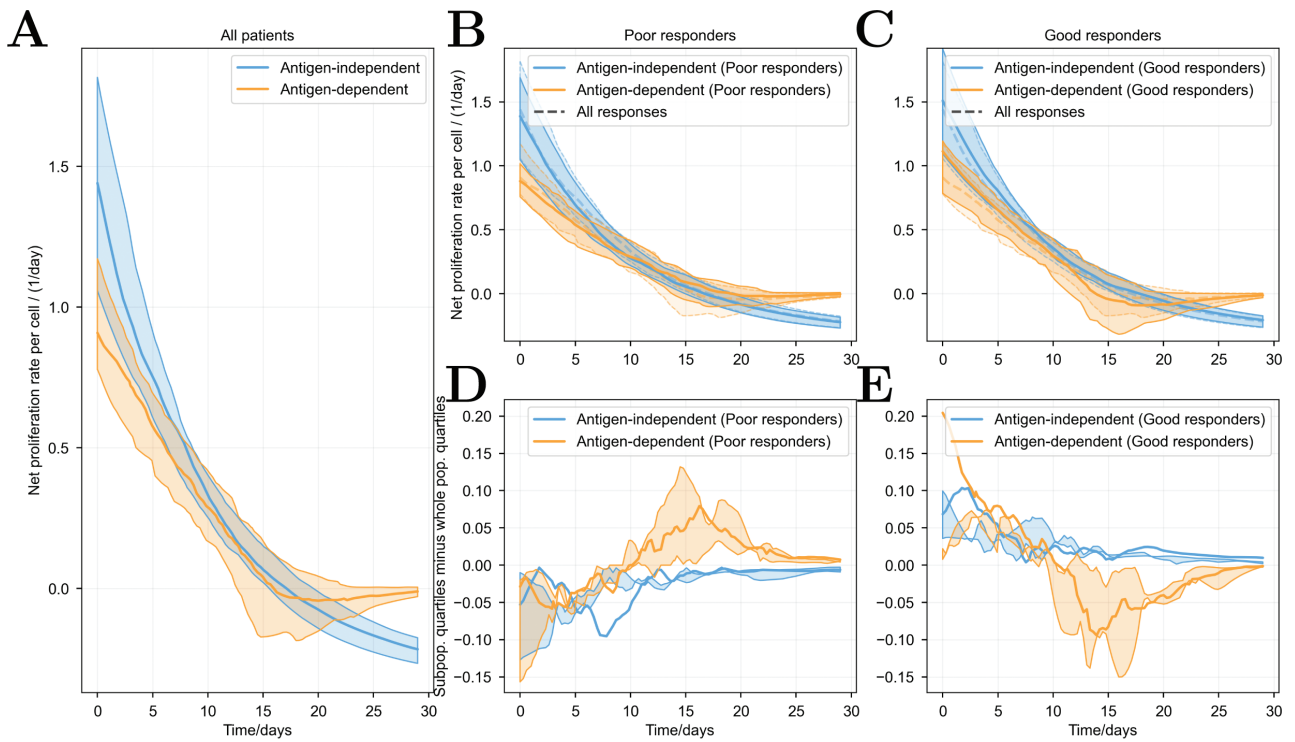 A
All patients
Antigen-independent
Antigen-dependent
Net proliferation rate per cell / (1/day)
1.5
1.0
0.5
0.0
0 5 10 15 20 25 30
Time/days
B
Poor responders
Antigen-independent (Poor responders)
Antigen-dependent (Poor responders)
All responses
Net proliferation rate per cell / (1/day)
1.5
1.0
0.5
0.0
0 5 10 15 20 25 30
C
Good responders
Antigen-independent (Good responders)
Antigen-dependent (Good responders)
All responses
1.5
1.0
0.5
0.0
0 5 10 15 20 25 30
D
Antigen-independent (Poor responders)
Antigen-dependent (Poor responders)
Subpop. quartiles minus whole pop. quartiles
0.20
0.15
0.10
0.05
0.00
−0.05
−0.10
−0.15
0 5 10 15 20 25 30
Time/days
E
Antigen-independent (Good responders)
Antigen-dependent (Good responders)
0.20
0.15
0.10
0.05
0.00
−0.05
−0.10
−0.15
0 5 10 15 20 25 30
Time/days